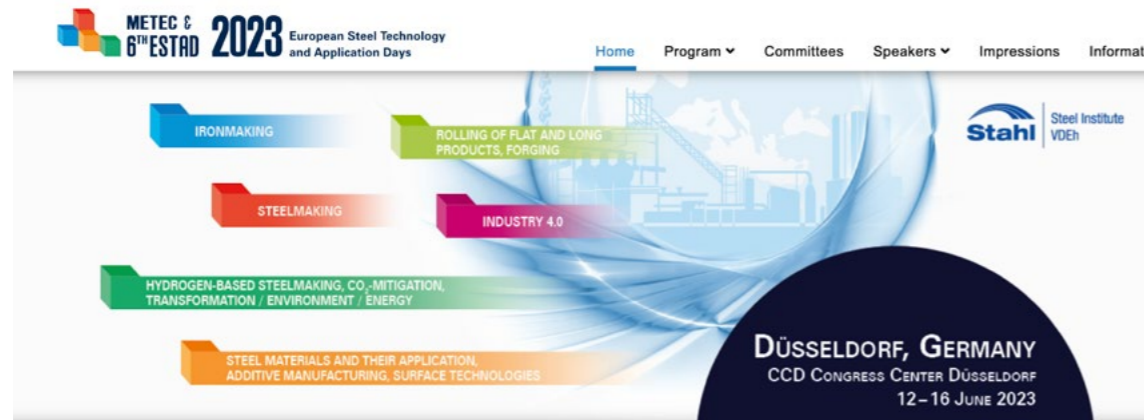 METEC &
6TH ESTAD
2023
European Steel Technology
and Application Days
Home Program Committees Speakers Impressions Informat
IRONMAKING
ROLLING OF FLAT AND LONG
PRODUCTS, FORGING
Stahl
Steel Institute
VDEh
STEELMAKING
INDUSTRY 4.0
HYDROGEN-BASED STEELMAKING, CO₂-MITIGATION,
TRANSFORMATION / ENVIRONMENT / ENERGY
STEEL MATERIALS AND THEIR APPLICATION,
ADDITIVE MANUFACTURING, SURFACE TECHNOLOGIES
DÜSSELDORF, GERMANY
CCD CONGRESS CENTER DÜSSELDORF
12–16 JUNE 2023